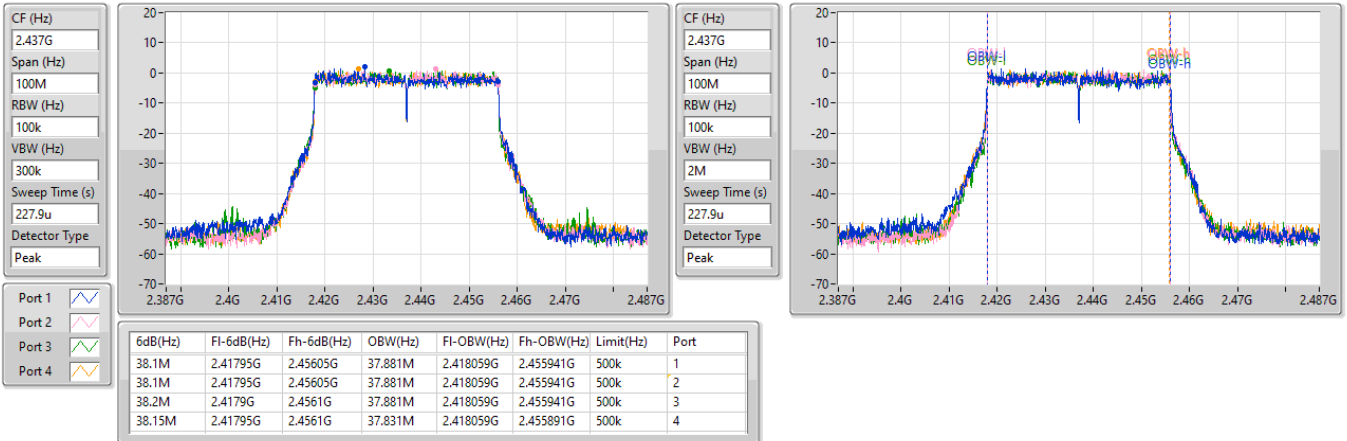 CF (Hz)
2.437G
Span (Hz)
100M
RBW (Hz)
100k
VBW (Hz)
300k
Sweep Time (s)
227.9u
Detector Type
Peak
20
10
0
-10
-20
-30
-40
-50
-60
-70
2.387G 2.4G 2.41G 2.42G 2.43G 2.44G 2.45G 2.46G 2.47G 2.487G
CF (Hz)
2.437G
Span (Hz)
100M
RBW (Hz)
100k
VBW (Hz)
2M
Sweep Time (s)
227.9u
Detector Type
Peak
20
10
0
-10
-20
-30
-40
-50
-60
-70
OBW-l OBW-h
OBW-l OBW-h
2.387G 2.4G 2.41G 2.42G 2.43G 2.44G 2.45G 2.46G 2.47G 2.487G
Port 1
Port 2
Port 3
Port 4
6dB(Hz) Fl-6dB(Hz) Fh-6dB(Hz) OBW(Hz) Fl-OBW(Hz) Fh-OBW(Hz) Limit(Hz) Port
38.1M 2.41795G 2.45605G 37.881M 2.418059G 2.455941G 500k 1
38.1M 2.41795G 2.45605G 37.881M 2.418059G 2.455941G 500k 2
38.2M 2.4179G 2.4561G 37.881M 2.418059G 2.455941G 500k 3
38.15M 2.41795G 2.4561G 37.831M 2.418059G 2.455891G 500k 4